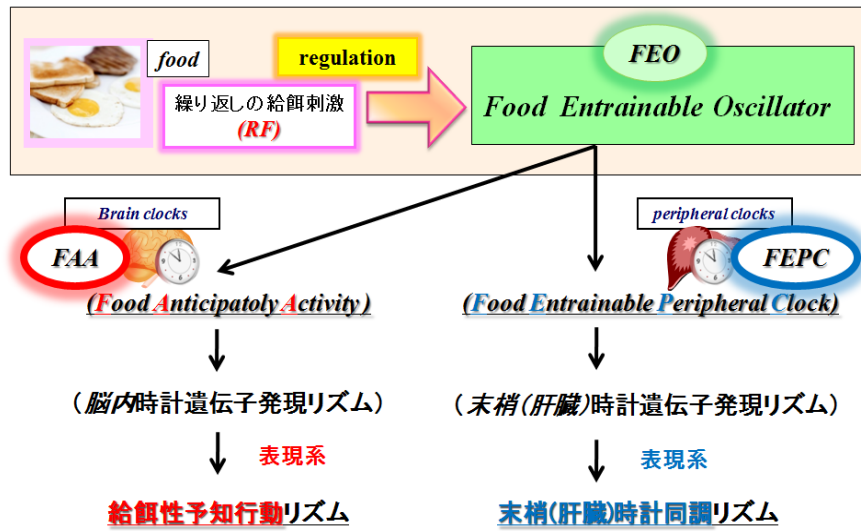 food
regulation
繰り返しの給餌刺激
(RF)
FEO
Food Entrainable Oscillator
Brain clocks
FAA
(Food Anticipatoly Activity)
(脳内時計遺伝子発現リズム)
表現系
給餌性予知行動リズム
peripheral clocks
FEPC
(Food Entrainable Peripheral Clock)
(末梢(肝臓)時計遺伝子発現リズム)
表現系
末梢(肝臓)時計同調リズム